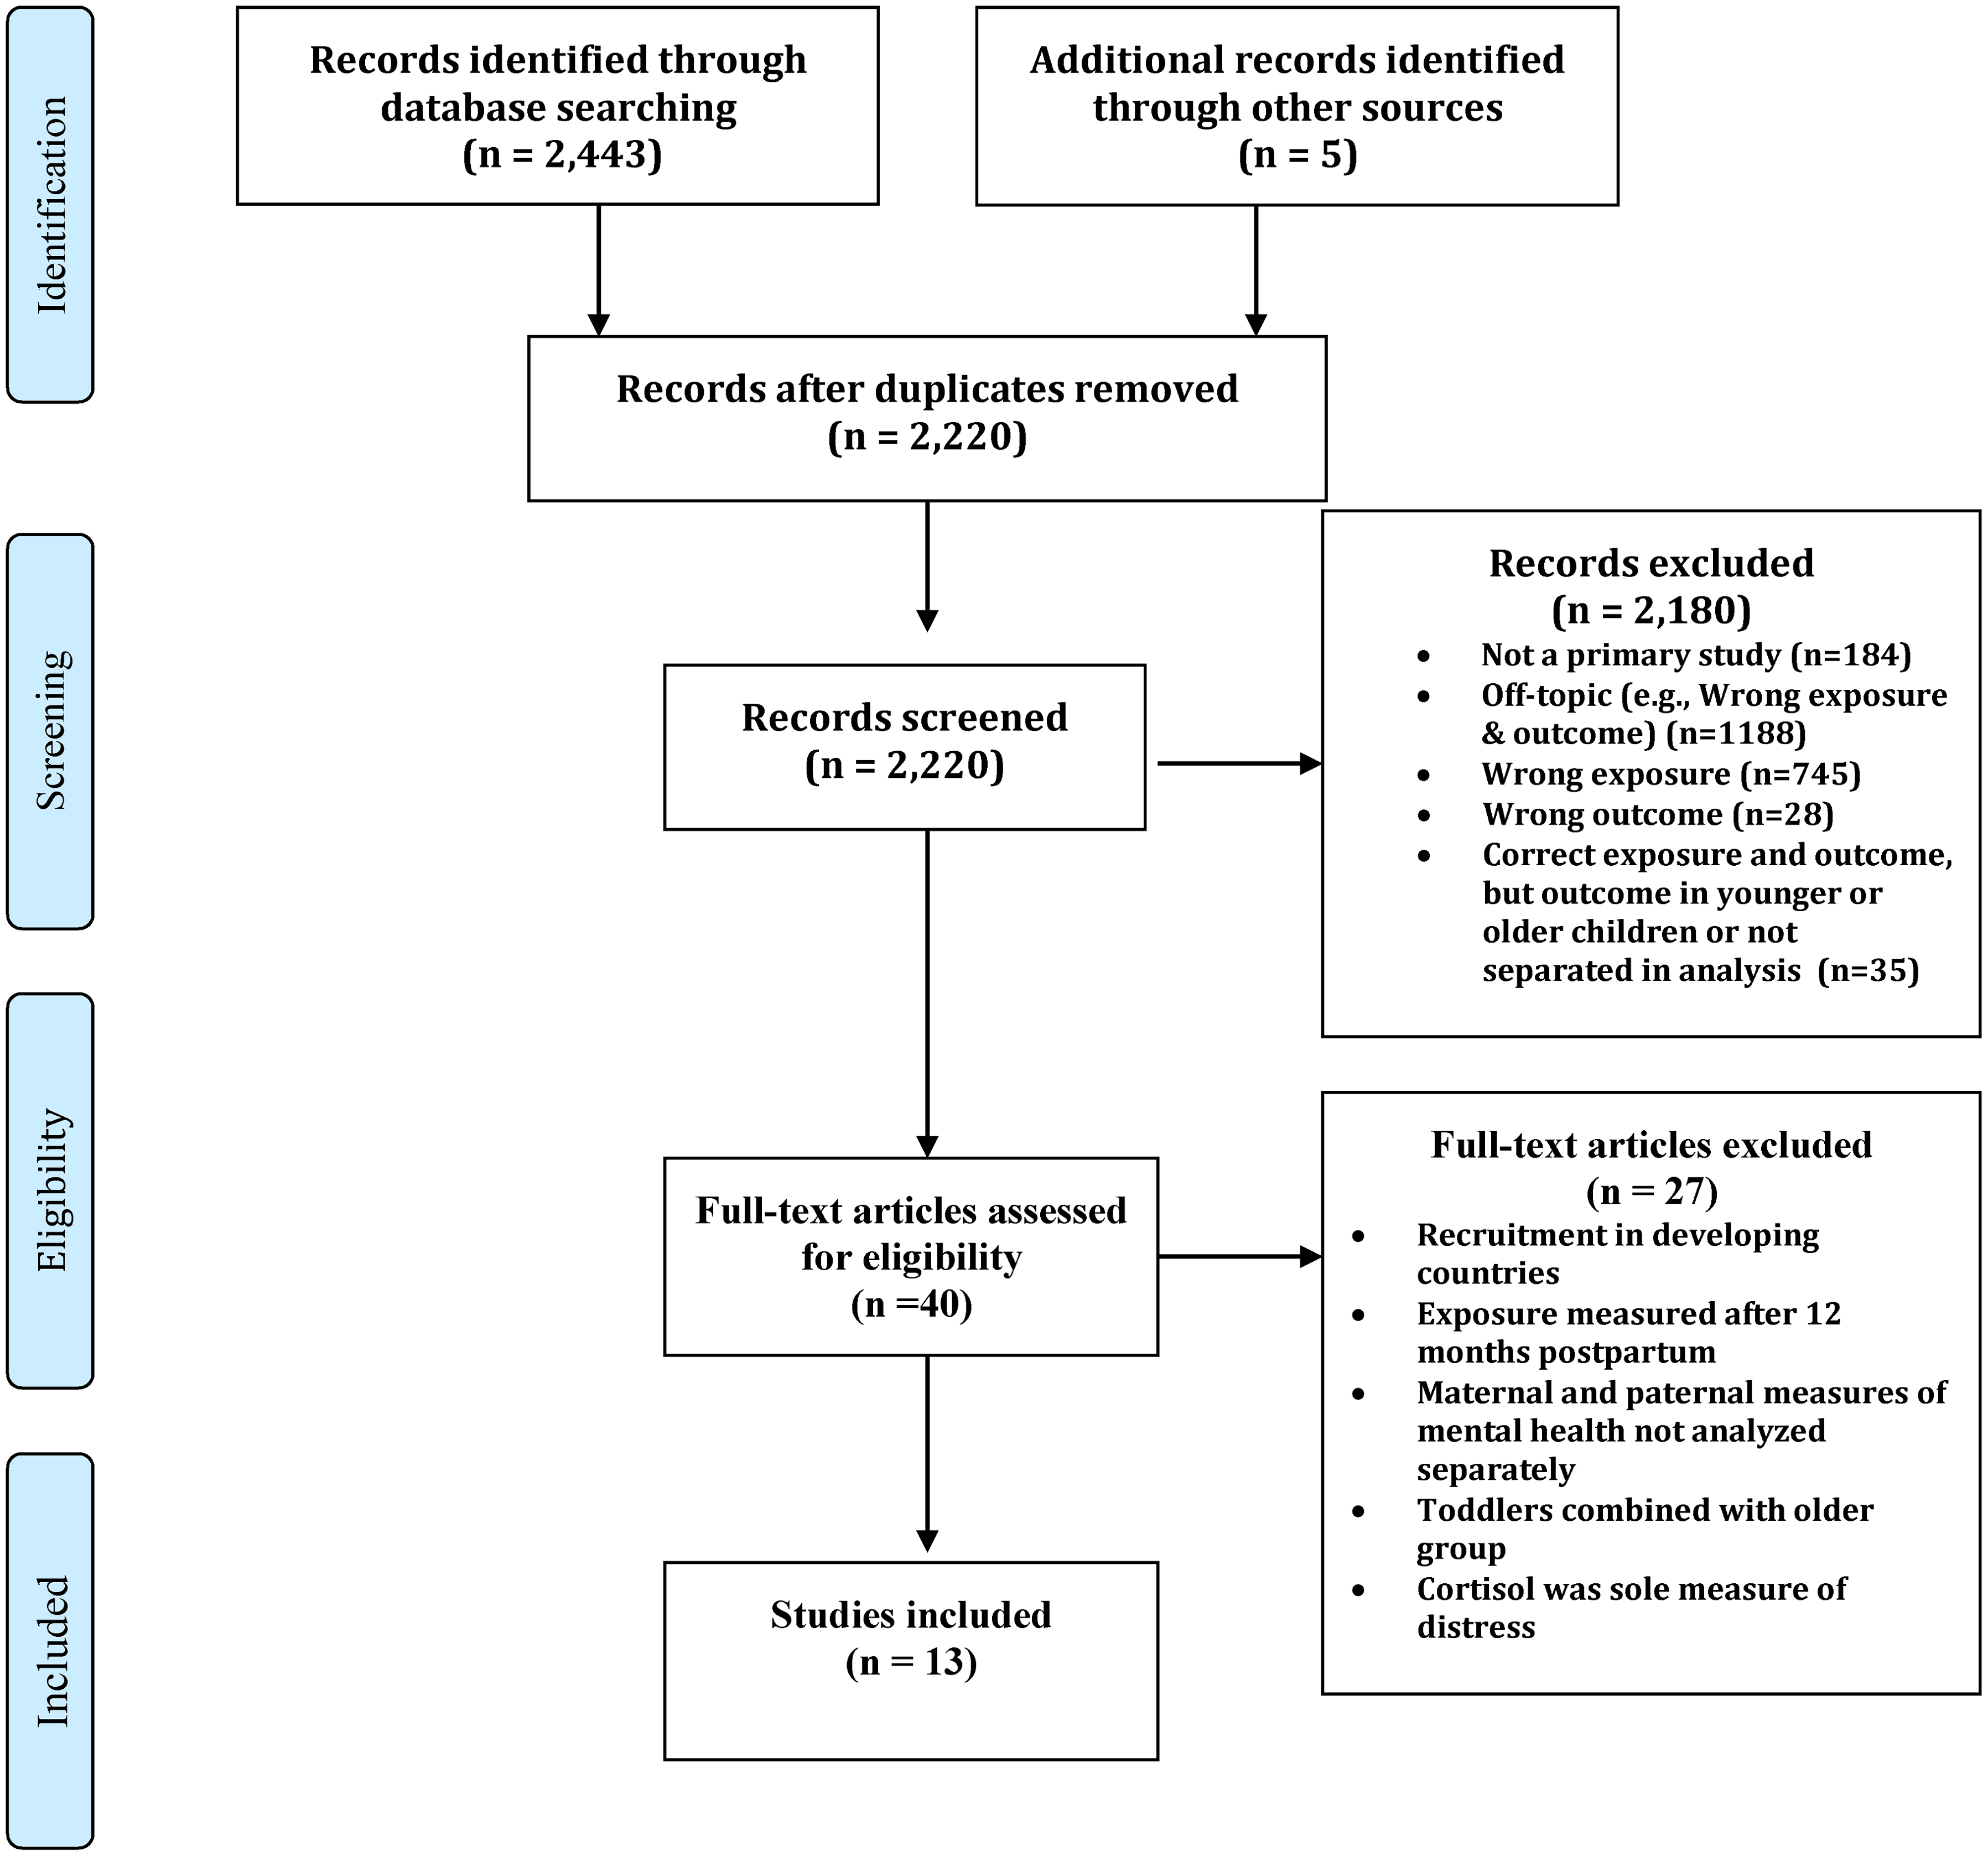 Identification
Records identified through
database searching
(n = 2,443)
Additional records identified
through other sources
(n = 5)
Records after duplicates removed
(n = 2,220)
Screening
Records screened
(n = 2,220)
Records excluded
(n = 2,180)
• Not a primary study (n=184)
• Off-topic (e.g., Wrong exposure
& outcome) (n=1188)
• Wrong exposure (n=745)
• Wrong outcome (n=28)
• Correct exposure and outcome,
but outcome in younger or
older children or not
separated in analysis (n=35)
Eligibility
Full-text articles assessed
for eligibility
(n =40)
Full-text articles excluded
(n = 27)
• Recruitment in developing
countries
• Exposure measured after 12
months postpartum
• Maternal and paternal measures of
mental health not analyzed
separately
• Toddlers combined with older
group
• Cortisol was sole measure of
distress
Included
Studies included
(n = 13)